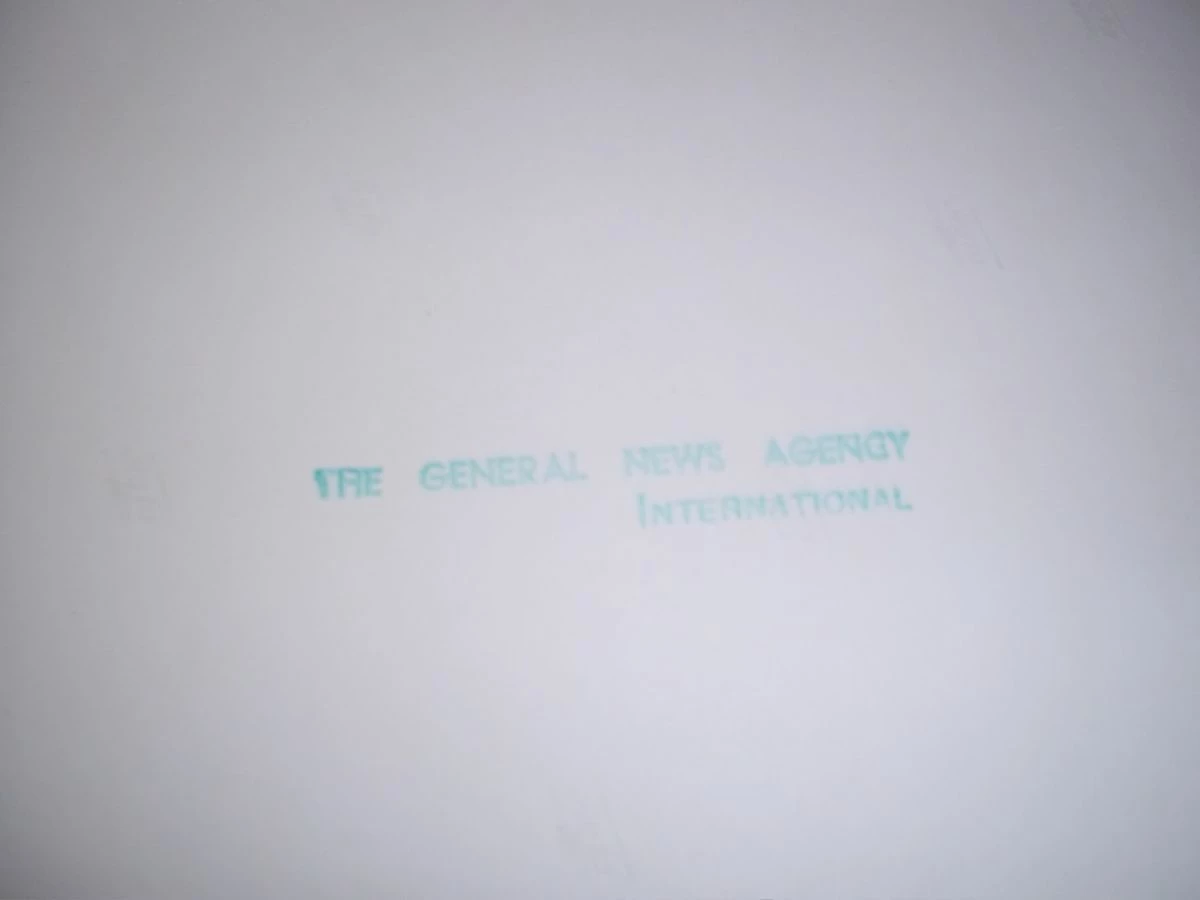 THE GENERAL NEWS AGENCY
INTERNATIONAL